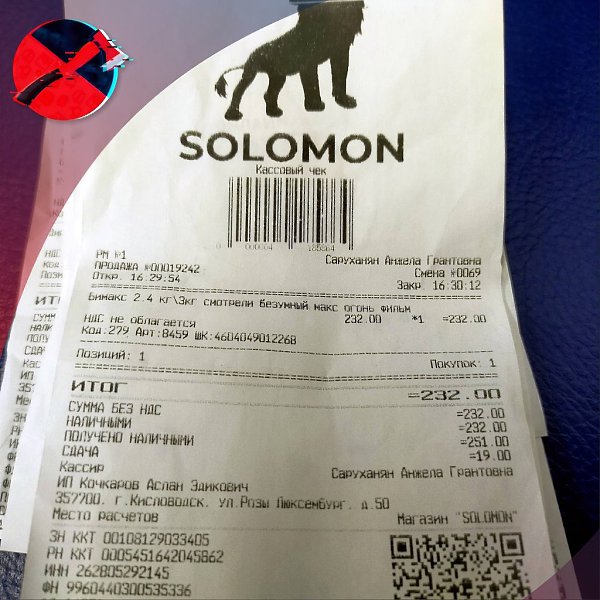 SOLOMON
Кассовый чек
0 000004 185864
РМ №1 Саруханян Анжела Грантовна
ПРОДАЖА №00019242 Смена №0069
Откр. 16:29:54 Закр. 16:30:12
Бимакс 2.4 кг\3кг смотрели Безумный макс огонь фильм
232.00 *1 =232.00
НДС не облагается
Код:279 Арт:8459 ШК:4604049012268
Позиций: 1 Покупок: 1
ИТОГ =232.00
СУММА БЕЗ НДС =232.00
НАЛИЧНЫМИ =232.00
ПОЛУЧЕНО НАЛИЧНЫМИ =251.00
СДАЧА =19.00
Кассир Саруханян Анжела Грантовна
ИП Кочкаров Аслан Эдикович
357700. г.Кисловодск. ул.Розы Люксембург. д.50
Место расчетов Магазин "SOLOMON"
ЗН ККТ 00108129033405
РН ККТ 0005451642045862
ИНН 262805292145
ФН 9960440300535336